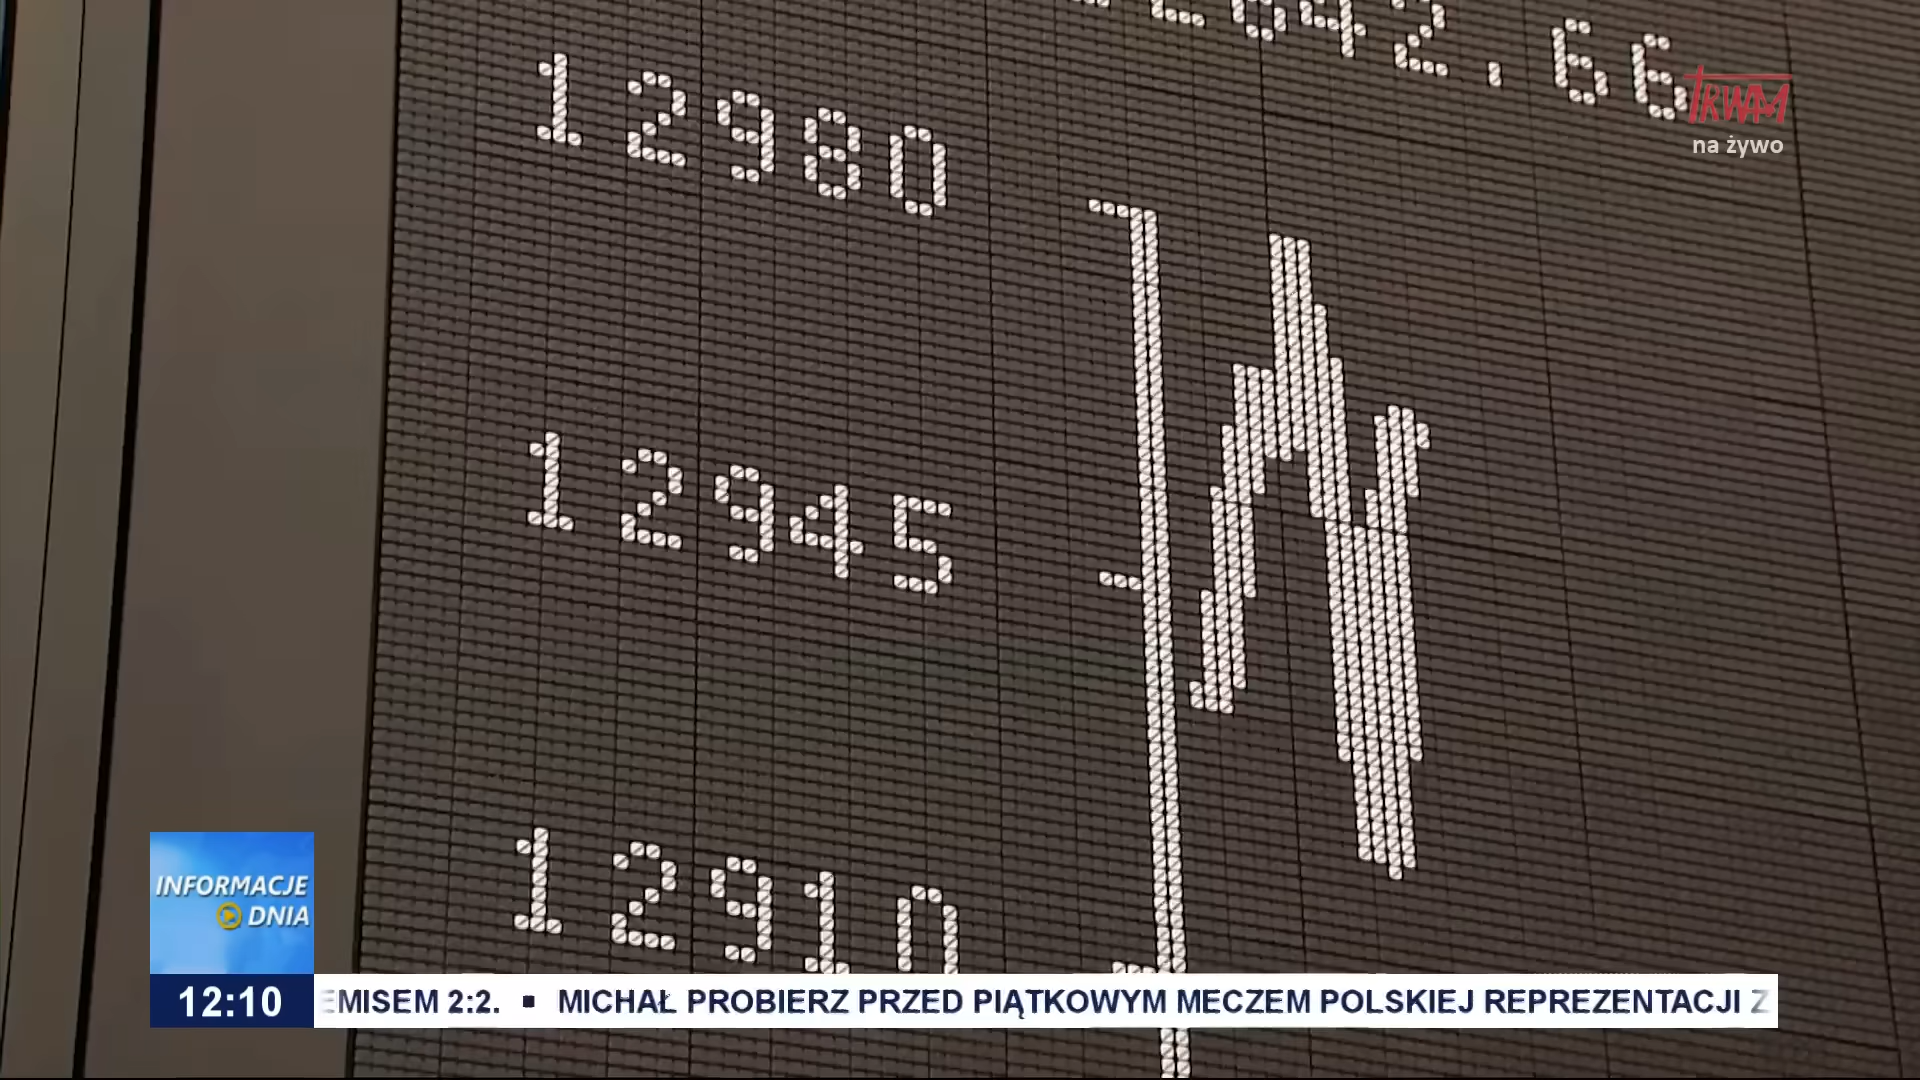 2642,66
12980
TRWAM
na żywo
12945
12910
INFORMACJE
DNIA
12:10
EMISEM 2:2. ▪ MICHAŁ PROBIERZ PRZED PIĄTKOWYM MECZEM POLSKIEJ REPREZENTACJI Z